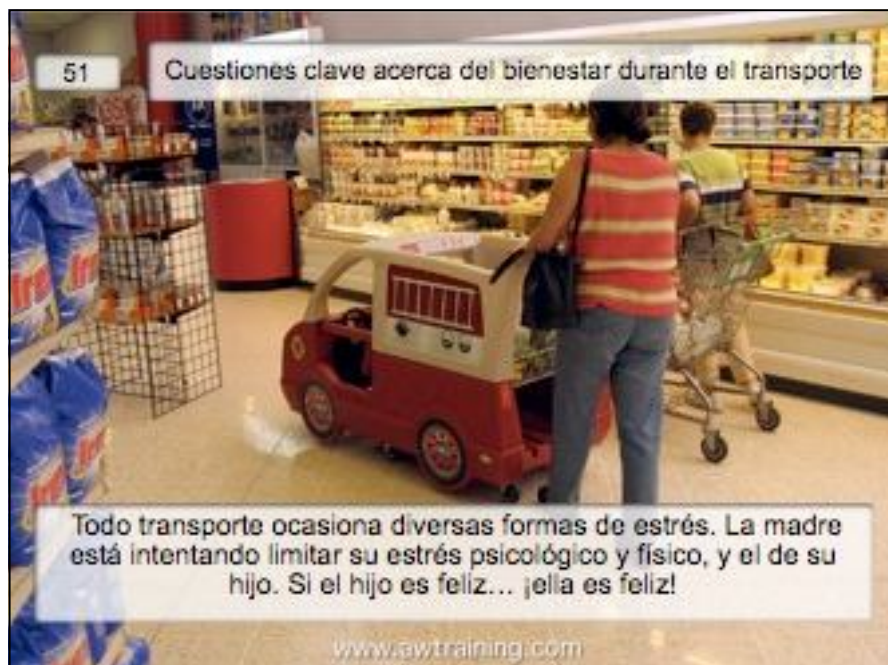 51
Cuestiones clave acerca del bienestar durante el transporte
Todo transporte ocasiona diversas formas de estrés. La madre
está intentando limitar su estrés psicológico y físico, y el de su
hijo. Si el hijo es feliz... ¡ella es feliz!
www.awtraining.com